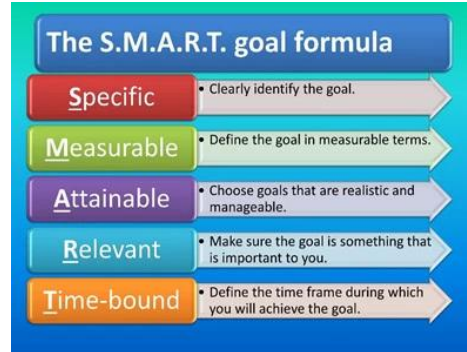 The S.M.A.R.T. goal formula
Specific
• Clearly identify the goal.
Measurable
• Define the goal in measurable terms.
Attainable
• Choose goals that are realistic and
manageable.
Relevant
• Make sure the goal is something that
is important to you.
Time-bound
• Define the time frame during which
you will achieve the goal.